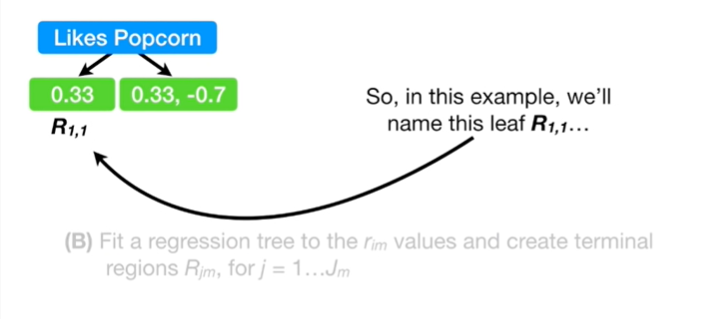 Likes Popcorn
0.33
0.33, -0.7
R1,1
So, in this example, we'll
name this leaf R1,1…
(B) Fit a regression tree to the rim values and create terminal
regions Rjm, for j = 1…Jm